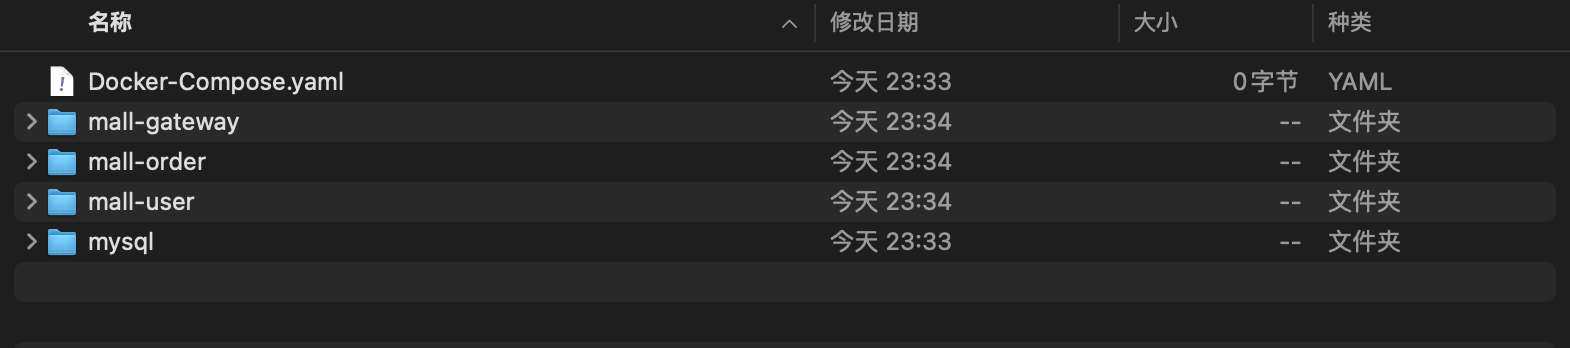 名称 修改日期 大小 种类
Docker-Compose.yaml 今天 23:33 0字节 YAML
mall-gateway 今天 23:34 -- 文件夹
mall-order 今天 23:34 -- 文件夹
mall-user 今天 23:34 -- 文件夹
mysql 今天 23:33 -- 文件夹